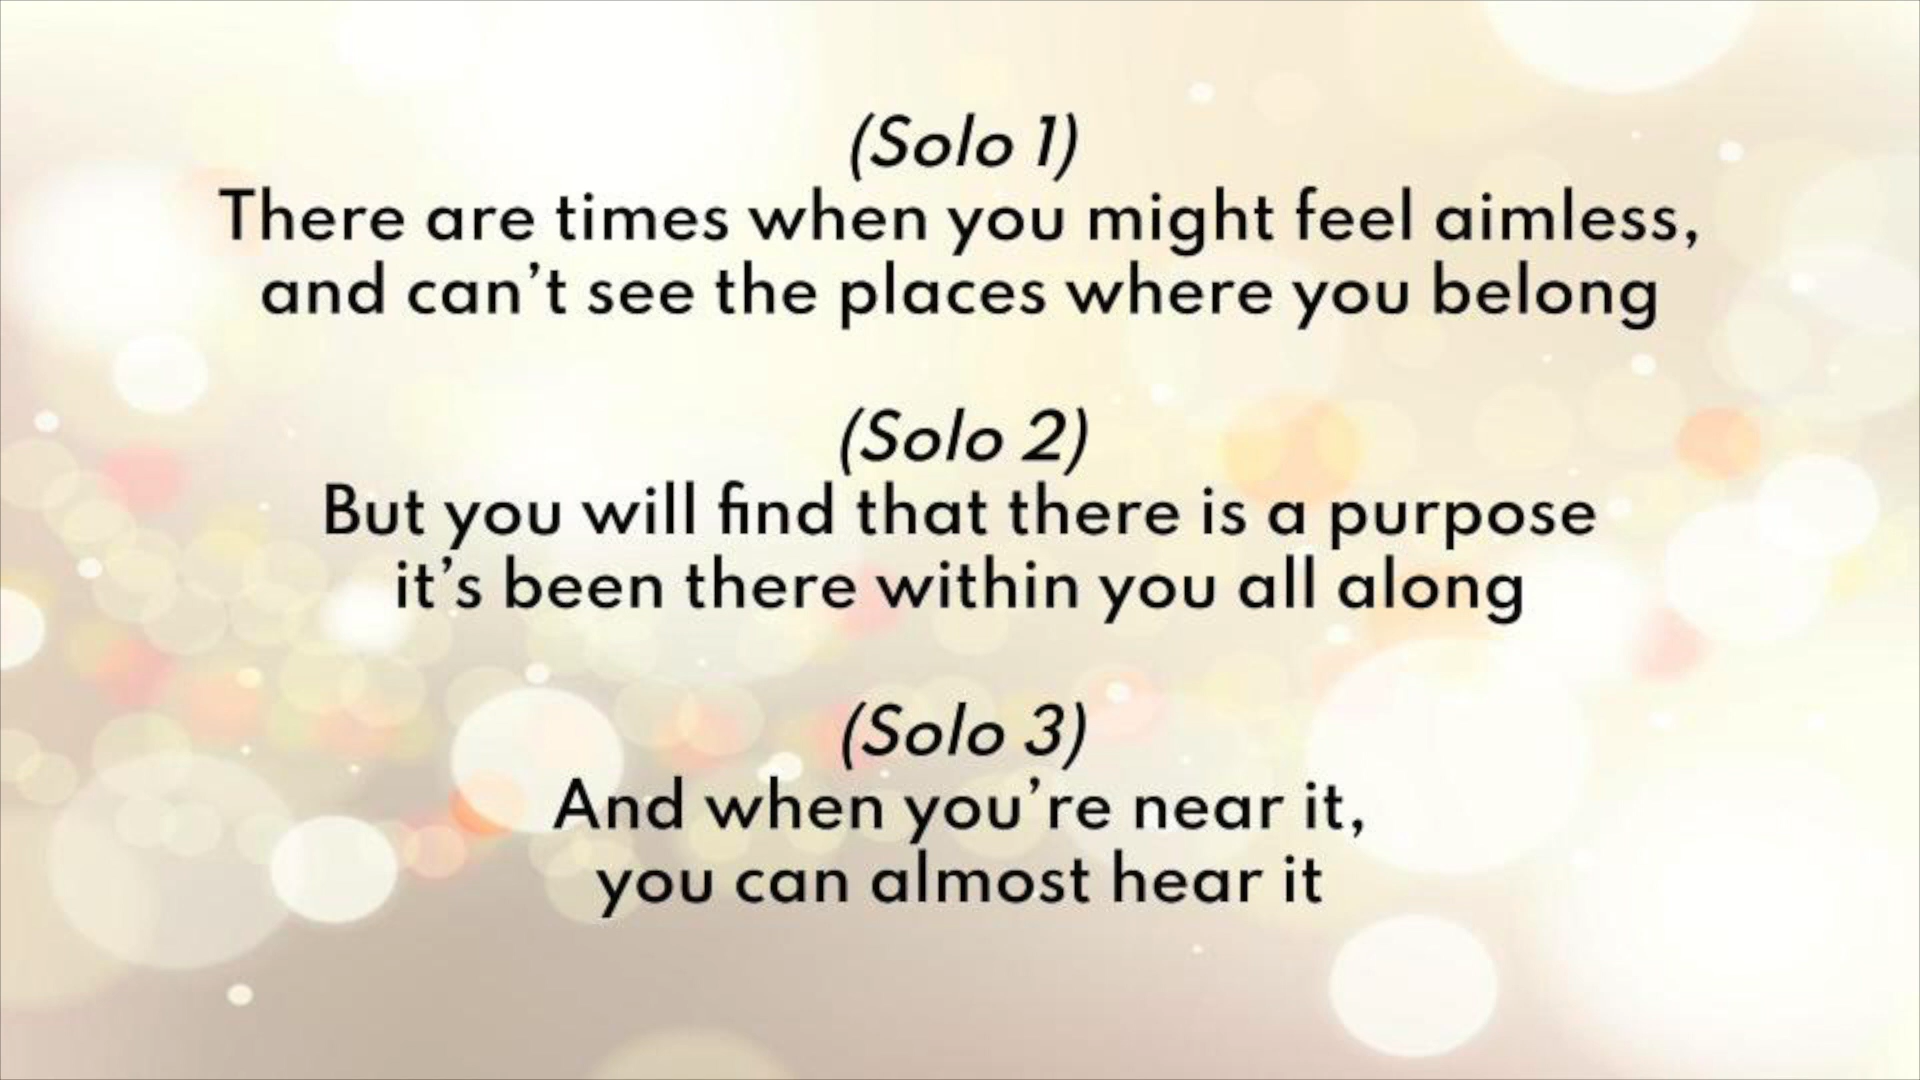 (Solo 1)
There are times when you might feel aimless,
and can't see the places where you belong
(Solo 2)
But you will find that there is a purpose
it's been there within you all along
(Solo 3)
And when you're near it,
you can almost hear it